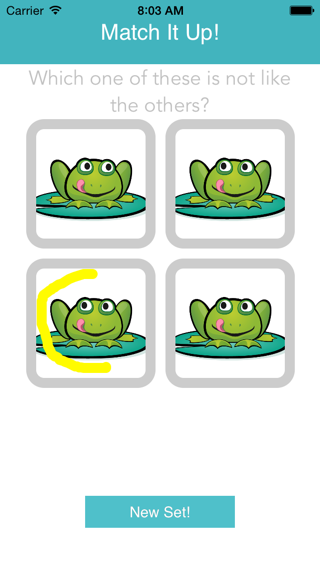 Carrier 8:03 AM
Match It Up!
Which one of these is not like
the others?
New Set!